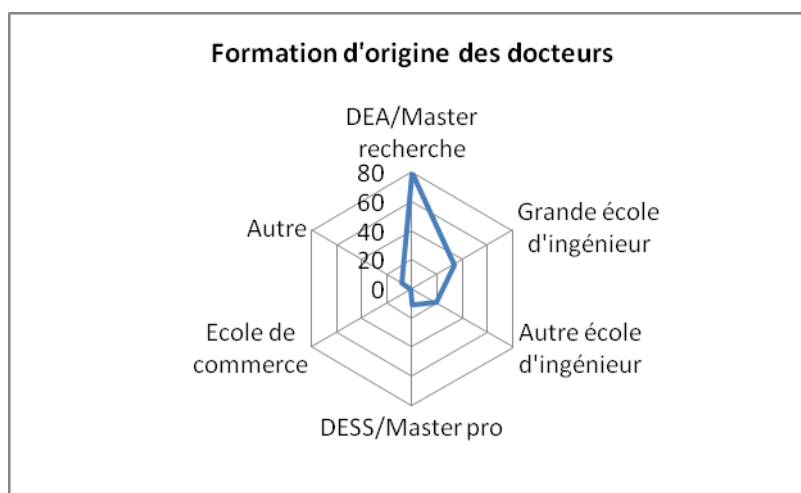 Formation d'origine des docteurs
DEA/Master
recherche
80
60
40
20
0
Grande école
d'ingénieur
Autre école
d'ingénieur
DESS/Master pro
Ecole de
commerce
Autre